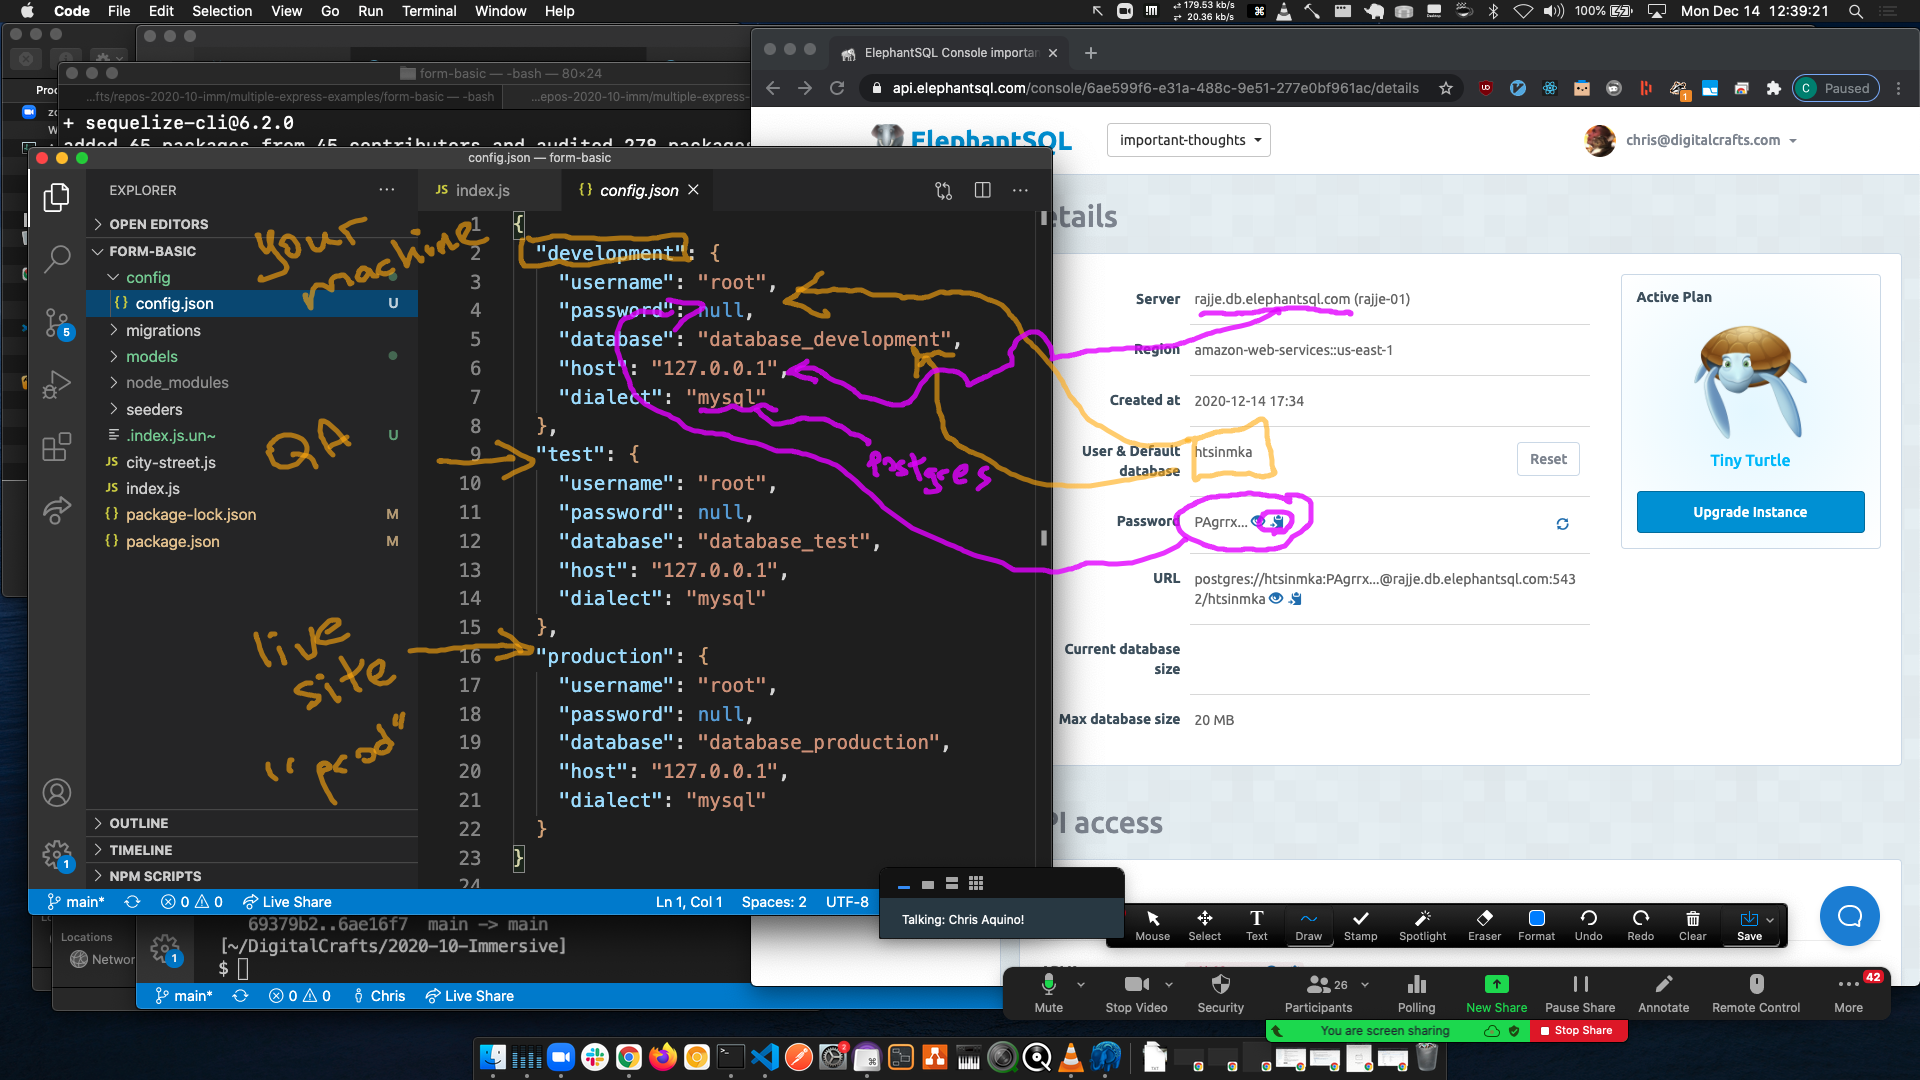 Code File Edit Selection View Go Run Terminal Window Help
179.53 kb/s
20.36 kb/s
100%
Mon Dec 14 12:39:21
form-basic — -bash — 80×24
...fts/repos-2020-10-imm/multiple-express-examples/form-basic — -bash
...epos-2020-10-imm/multiple-express-
+ sequelize-cli@6.2.0
added 65 packages from 45 contributors and audited 278 packages
Proc
ElephantSQL Console importan
api.elephantsql.com/console/6ae599f6-e31a-488c-9e51-277e0bf961ac/details
1
C Paused
ElephantSQL
important-thoughts
chris@digitalcrafts.com
config.json — form-basic
EXPLORER
JS index.js
{} config.json
OPEN EDITORS
FORM-BASIC
config
{} config.json U
migrations
models
node_modules
seeders
.index.js.un~ U
JS city-street.js
JS index.js
{} package-lock.json M
{} package.json M
OUTLINE
TIMELINE
NPM SCRIPTS
5
1
your
machine
QA
live
site
"prod"
postgres
1 {
2 "development": {
3 "username": "root",
4 "password": null,
5 "database": "database_development",
6 "host": "127.0.0.1",
7 "dialect": "mysql"
8 },
9 "test": {
10 "username": "root",
11 "password": null,
12 "database": "database_test",
13 "host": "127.0.0.1",
14 "dialect": "mysql"
15 },
16 "production": {
17 "username": "root",
18 "password": null,
19 "database": "database_production",
20 "host": "127.0.0.1",
21 "dialect": "mysql"
22 }
23 }
24
main* 0 0 Live Share
Ln 1, Col 1 Spaces: 2 UTF-8
etails
Server rajje.db.elephantsql.com (rajje-01)
Region amazon-web-services::us-east-1
Created at 2020-12-14 17:34
User & Default
database
htsinmka
Reset
Password PAgrrx...
URL postgres://htsinmka:PAgrrx...@rajje.db.elephantsql.com:543
2/htsinmka
Current database
size
Max database size 20 MB
Active Plan
Tiny Turtle
Upgrade Instance
PI access
Talking: Chris Aquino!
69379b2..6ae16f7 main -> main
[~/DigitalCrafts/2020-10-Immersive]
$
Locations
Networ
1
main* 0 0 Chris Live Share
Mouse Select Text Draw Stamp Spotlight Eraser Format Undo Redo Clear Save
Mute Stop Video Security Participants 26 Polling New Share Pause Share Annotate Remote Control More 42
You are screen sharing
Stop Share
2